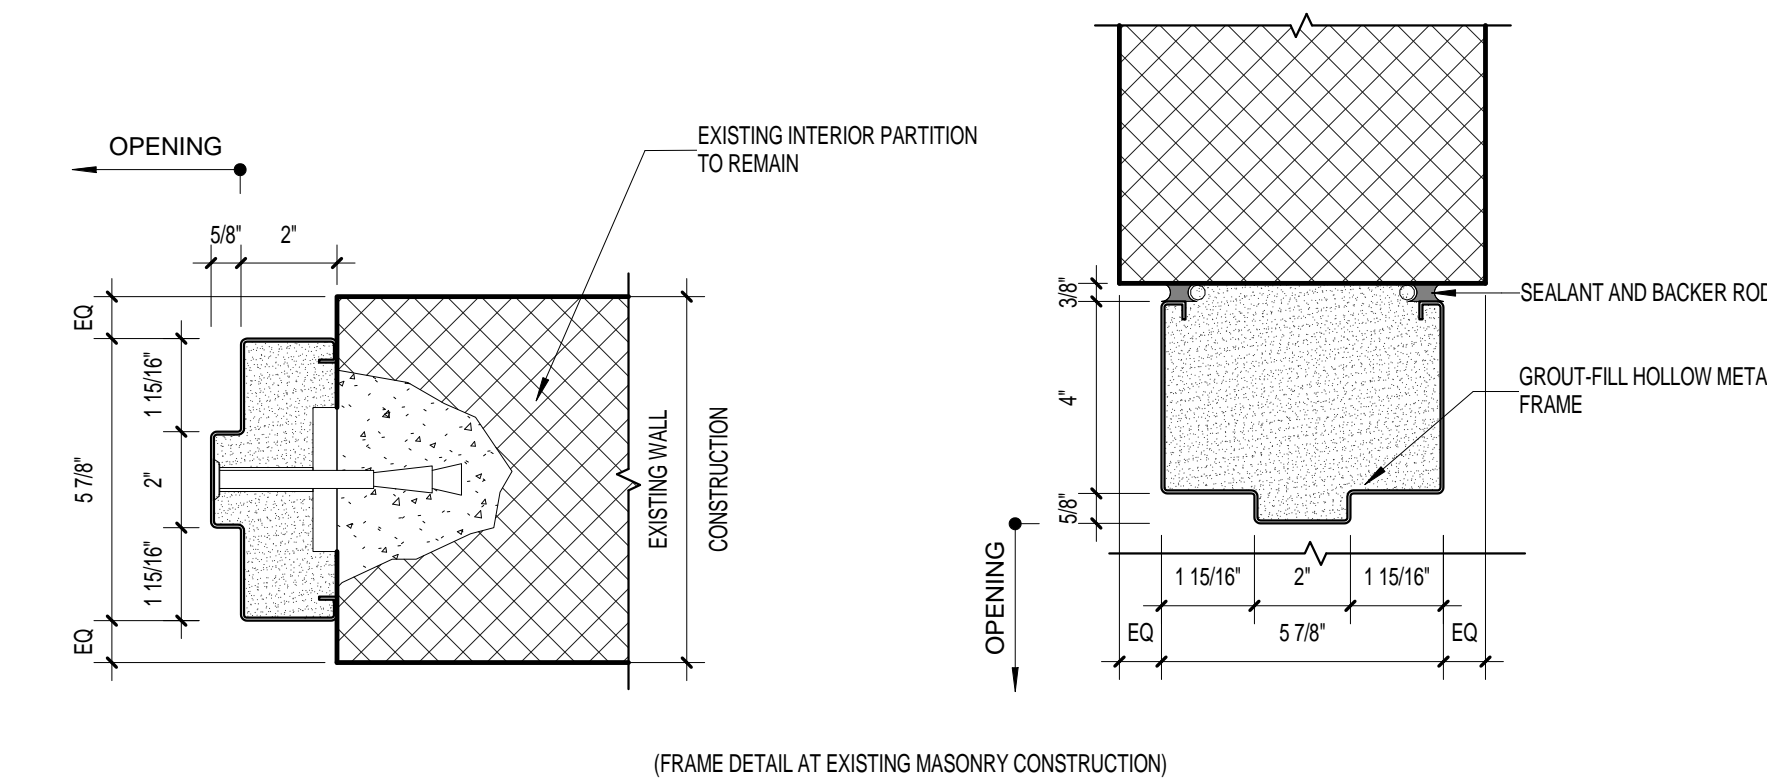 OPENING
EXISTING INTERIOR PARTITION
TO REMAIN
5/8"
2"
EQ
1 15/16"
5 7/8"
2"
1 15/16"
EQ
EXISTING WALL
CONSTRUCTION
3/8"
SEALANT AND BACKER ROD
4"
GROUT-FILL HOLLOW META
FRAME
5/8"
OPENING
1 15/16"
2"
1 15/16"
EQ
5 7/8"
EQ
(FRAME DETAIL AT EXISTING MASONRY CONSTRUCTION)